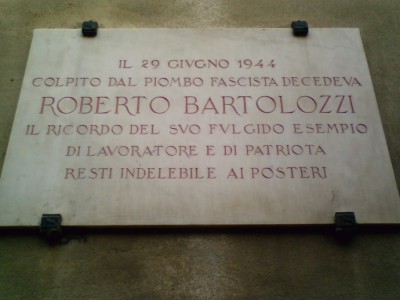 IL 29 GIVGNO 1944
COLPITO DAL PIOMBO FASCISTA DECEDEVA
ROBERTO BARTOLOZZI
IL RICORDO DEL SVO FVLGIDO ESEMPIO
DI LAVORATORE E DI PATRIOTA
RESTI INDELEBILE AI POSTERI